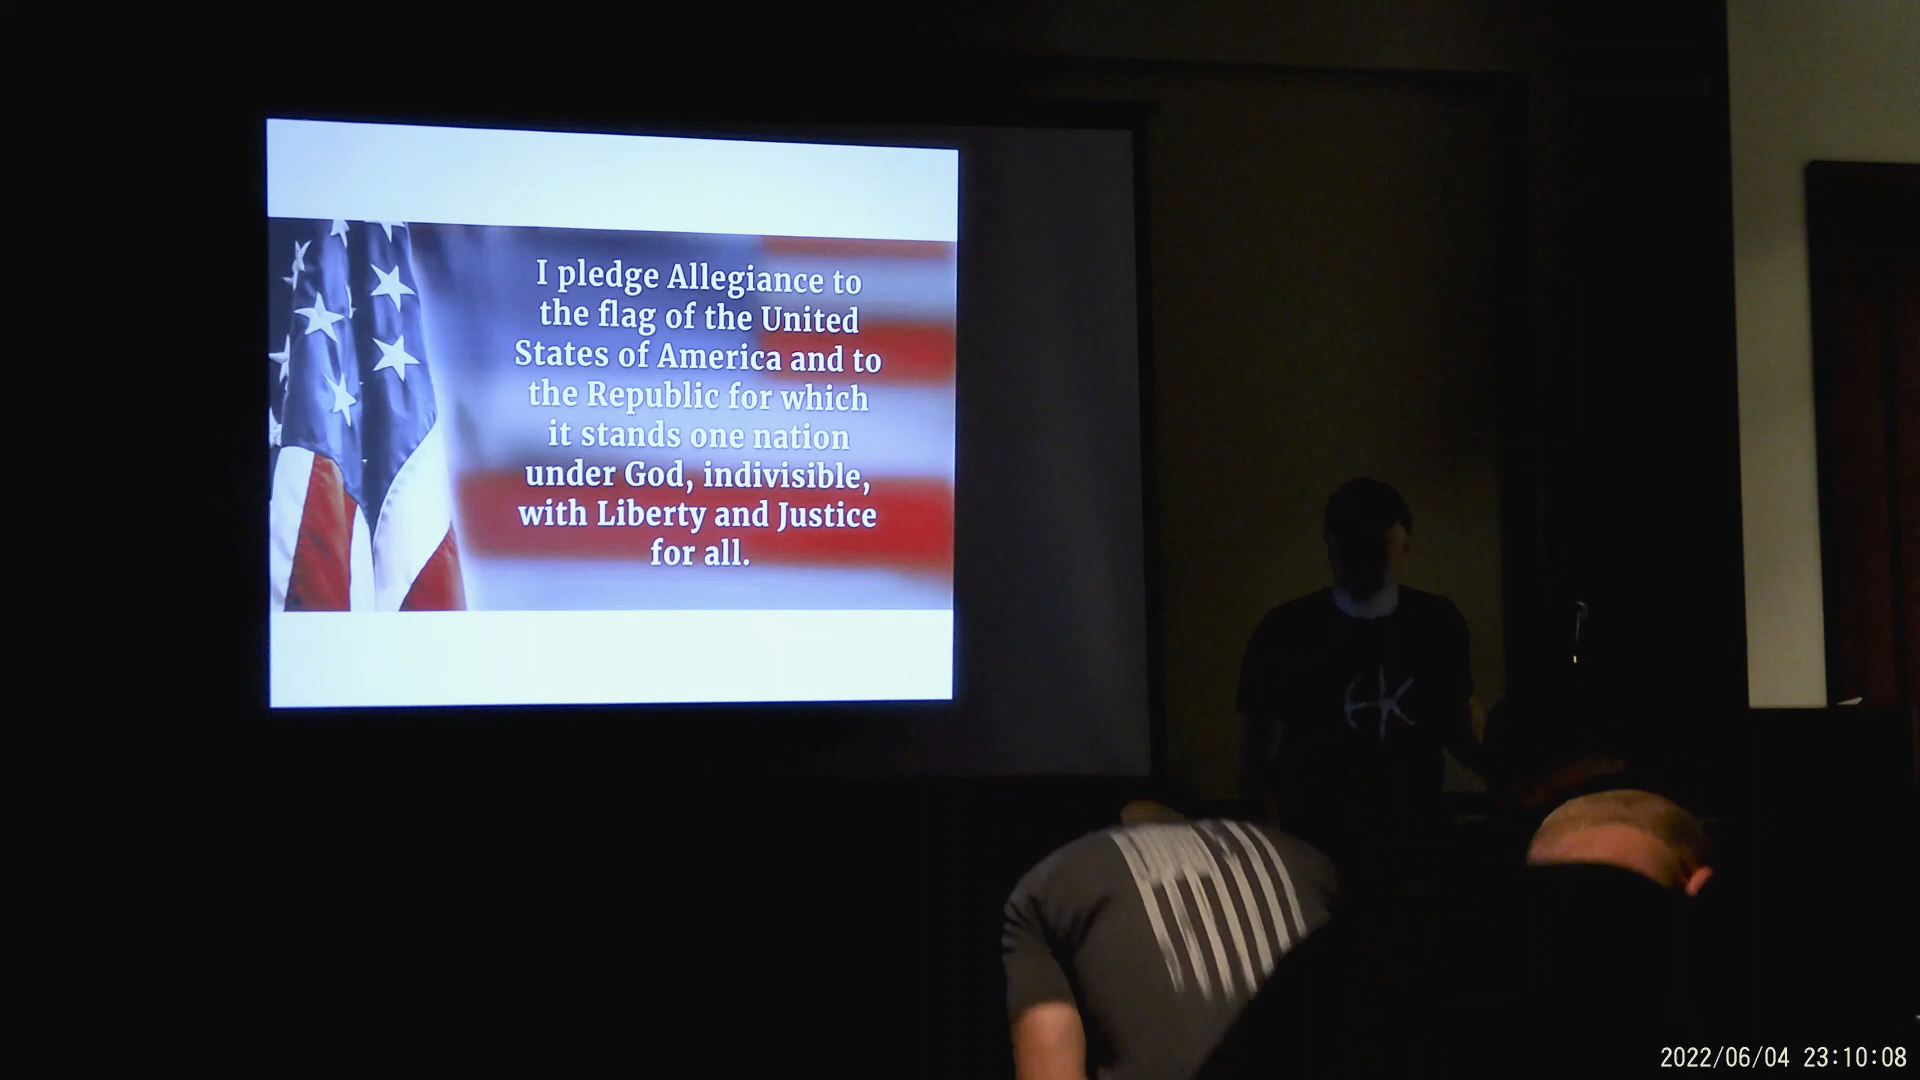 I pledge Allegiance to
the flag of the United
States of America and to
the Republic for which
it stands one nation
under God, indivisible,
with Liberty and Justice
for all.
2022/06/04 23:10:08